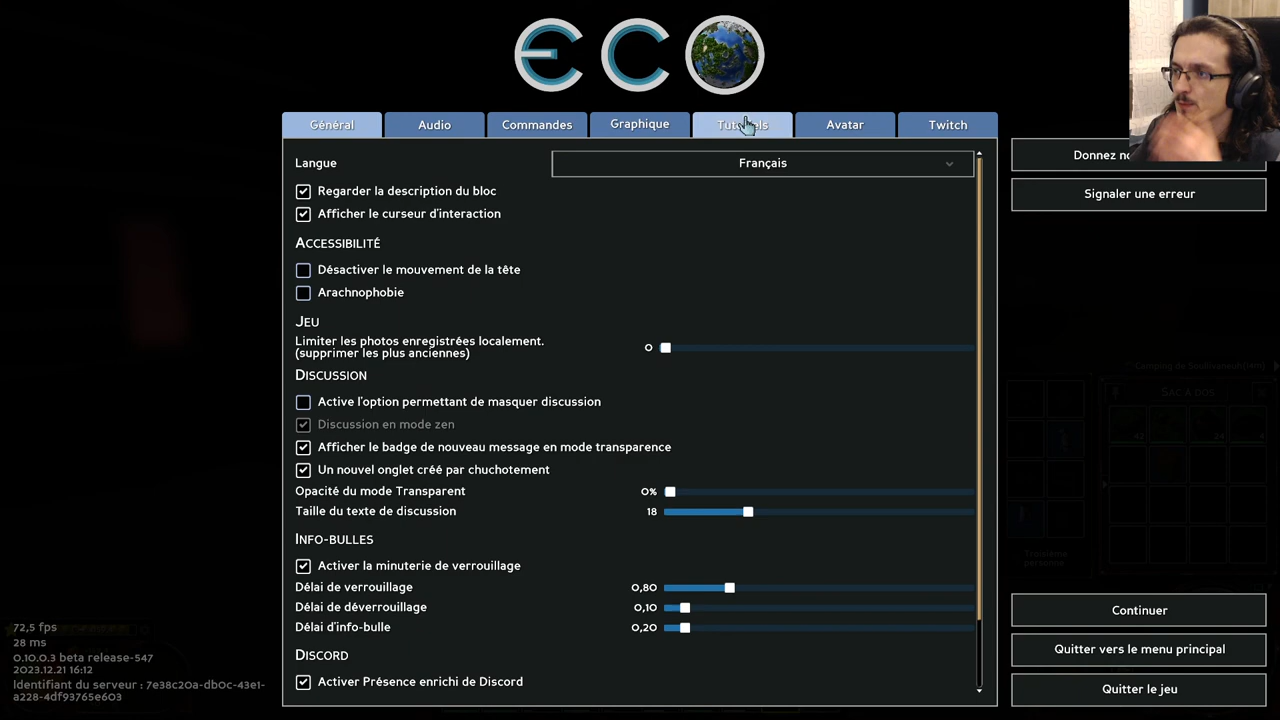 ECO
Général
Audio
Commandes
Graphique
Avatar
Twitch
Langue
Français
Regarder la description du bloc
Afficher le curseur d'interaction
ACCESSIBILITÉ
Désactiver le mouvement de la tête
Arachnophobie
JEU
Limiter les photos enregistrées localement.
(supprimer les plus anciennes)
0
DISCUSSION
Active l'option permettant de masquer discussion
Discussion en mode zen
Afficher le badge de nouveau message en mode transparence
Un nouvel onglet créé par chuchotement
Opacité du mode Transparent
0%
Taille du texte de discussion
18
INFO-BULLES
Activer la minuterie de verrouillage
Délai de verrouillage
0,80
Délai de déverrouillage
0,10
Délai d'info-bulle
0,20
DISCORD
Activer Présence enrichi de Discord
Signaler une erreur
SAC À DOS
Troisième
personne
Continuer
Quitter vers le menu principal
Quitter le jeu
72,5 fps
28 ms
0.10.0.3 beta release-547
2023.12.21 16:12
Identifiant du serveur : 7e38c20a-db0c-43e1-
a228-4df93765e603